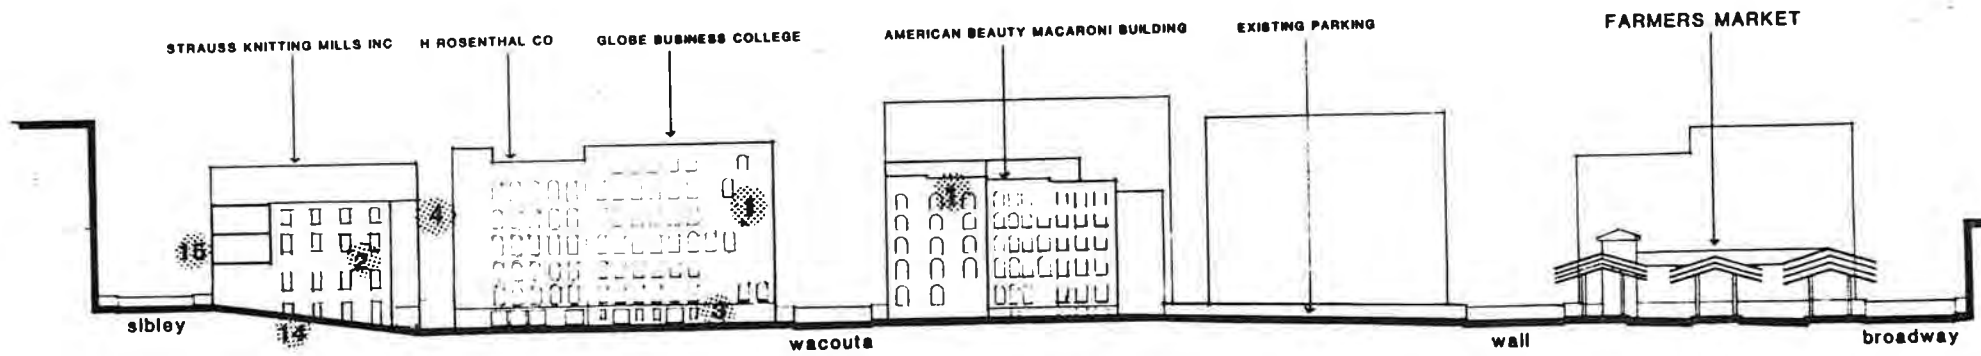 STRAUSS KNITTING MILLS INC
H ROSENTHAL CO
GLOBE BUSINESS COLLEGE
AMERICAN BEAUTY MACARONI BUILDING
EXISTING PARKING
FARMERS MARKET
4
1
1
15
2
3
14
sibley
wacouta
wall
broadway